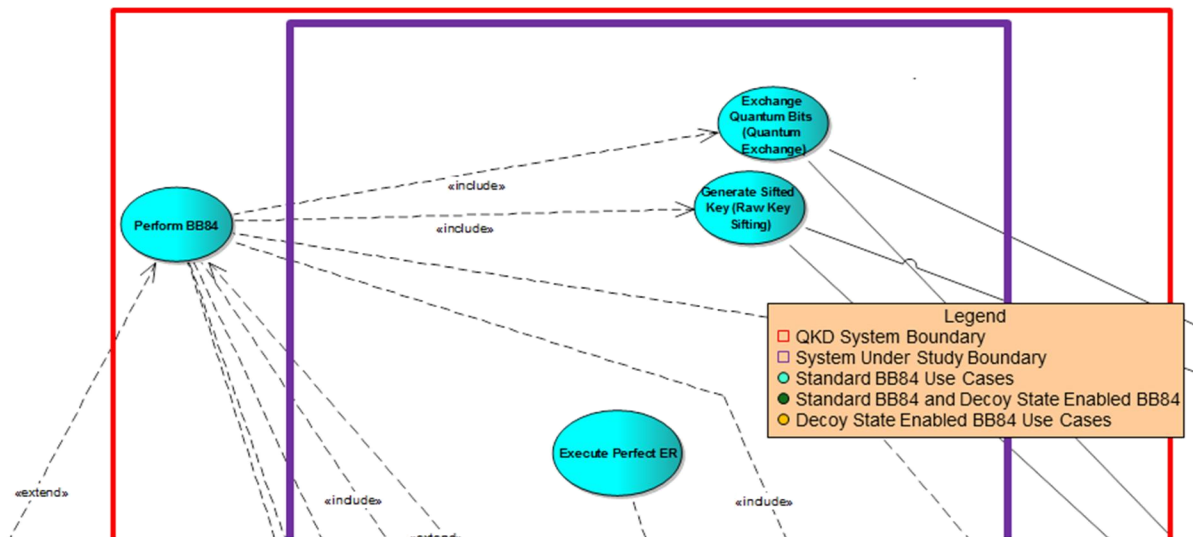 Exchange
Quantum Bits
(Quantum
Exchange)
«include»
Generate Sifted
Key (Raw Key
Sifting)
Perform BB84
«include»
Legend
QKD System Boundary
System Under Study Boundary
Standard BB84 Use Cases
Standard BB84 and Decoy State Enabled BB84
Decoy State Enabled BB84 Use Cases
Execute Perfect ER
«extend»
«include»
«include»
«extend»